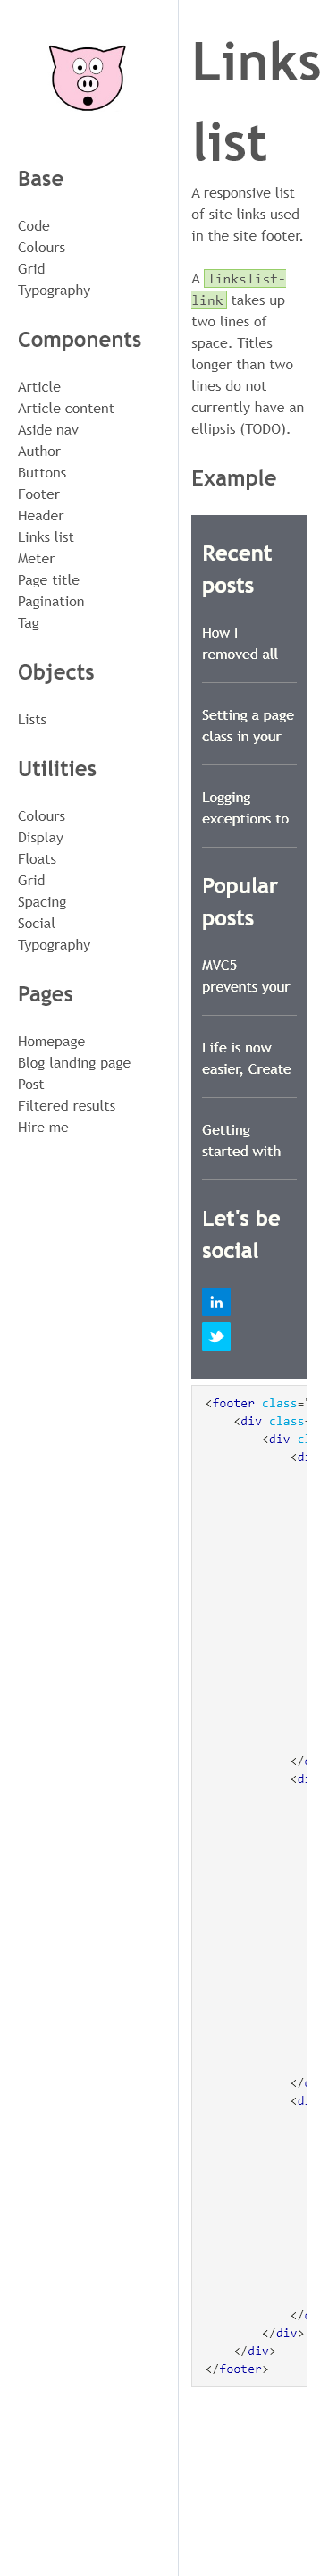 Base
Code
Colours
Grid
Typography
Components
Article
Article content
Aside nav
Author
Buttons
Footer
Header
Links list
Meter
Page title
Pagination
Tag
Objects
Lists
Utilities
Colours
Display
Floats
Grid
Spacing
Social
Typography
Pages
Homepage
Blog landing page
Post
Filtered results
Hire me
Links
list
A responsive list
of site links used
in the site footer.
A linkslist-
link takes up
two lines of
space. Titles
longer than two
lines do not
currently have an
ellipsis (TODO).
Example
Recent
posts
How I
removed all
Setting a page
class in your
Logging
exceptions to
Popular
posts
MVC5
prevents your
Life is now
easier, Create
Getting
started with
Let's be
social
in
<footer class=
<div class=
<div
<di
</
<di
</
<di
</
</div>
</div>
</footer>